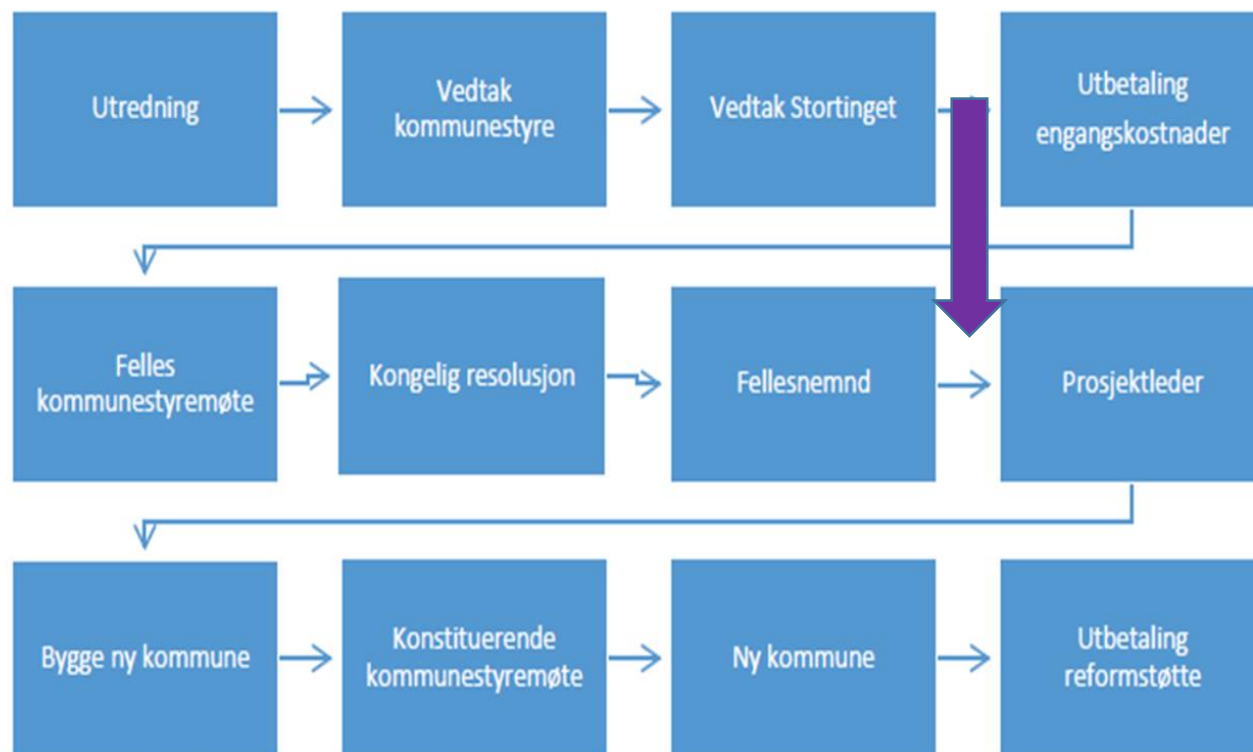 Utredning
Vedtak
kommunestyre
Vedtak Stortinget
Utbetaling
engangskostnader
Felles
kommunestyremøte
Kongelig resolusjon
Fellesnemnd
Prosjektleder
Bygge ny kommune
Konstituerende
kommunestyremøte
Ny kommune
Utbetaling
reformstøtte